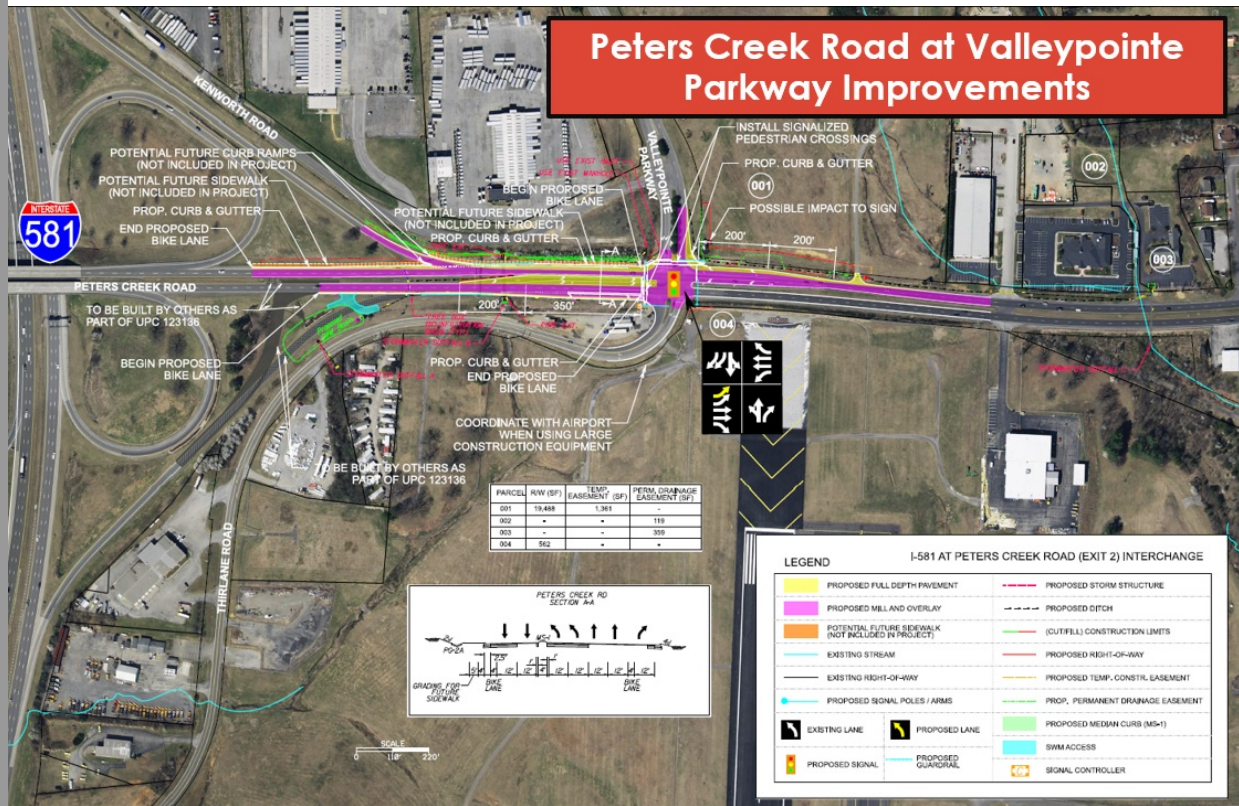 Peters Creek Road at Valleypointe
Parkway Improvements
KENWORTH ROAD
VALLEYPOINTE
PARKWAY
INSTALL SIGNALIZED
PEDESTRIAN CROSSINGS
PROP. CURB & GUTTER
001
POSSIBLE IMPACT TO SIGN
200'
200'
002
003
POTENTIAL FUTURE CURB RAMPS
(NOT INCLUDED IN PROJECT)
POTENTIAL FUTURE SIDEWALK
(NOT INCLUDED IN PROJECT)
PROP. CURB & GUTTER
END PROPOSED
BIKE LANE
USE EXIST MANHOLE
BEGIN PROPOSED
BIKE LANE
POTENTIAL FUTURE SIDEWALK
(NOT INCLUDED IN PROJECT)
PROP. CURB & GUTTER
A
INTERSTATE
581
PETERS CREEK ROAD
TO BE BUILT BY OTHERS AS
PART OF UPC 123136
BEGIN PROPOSED
BIKE LANE
200'
350'
A
004
PROP. CURB & GUTTER
END PROPOSED
BIKE LANE
COORDINATE WITH AIRPORT
WHEN USING LARGE
CONSTRUCTION EQUIPMENT
TO BE BUILT BY OTHERS AS
PART OF UPC 123136
THIRLANE ROAD
PARCEL R/W (SF) TEMP. EASEMENT (SF) PERM. DRAINAGE EASEMENT (SF)
001 19,488 1,361 -
002 - - 119
003 - - 359
004 562 - -
PETERS CREEK RD
SECTION A-A
MS-1
PG-2A
GRADING FOR
FUTURE
SIDEWALK
BIKE
LANE
BIKE
LANE
SCALE
0 110' 220'
LEGEND
I-581 AT PETERS CREEK ROAD (EXIT 2) INTERCHANGE
PROPOSED FULL DEPTH PAVEMENT
PROPOSED STORM STRUCTURE
PROPOSED MILL AND OVERLAY
PROPOSED DITCH
POTENTIAL FUTURE SIDEWALK
(NOT INCLUDED IN PROJECT)
(CUT/FILL) CONSTRUCTION LIMITS
EXISTING STREAM
PROPOSED RIGHT-OF-WAY
EXISTING RIGHT-OF-WAY
PROPOSED TEMP. CONSTR. EASEMENT
PROPOSED SIGNAL POLES / ARMS
PROP. PERMANENT DRAINAGE EASEMENT
EXISTING LANE
PROPOSED LANE
PROPOSED MEDIAN CURB (MS-1)
SWM ACCESS
PROPOSED SIGNAL
PROPOSED
GUARDRAIL
SIGNAL CONTROLLER